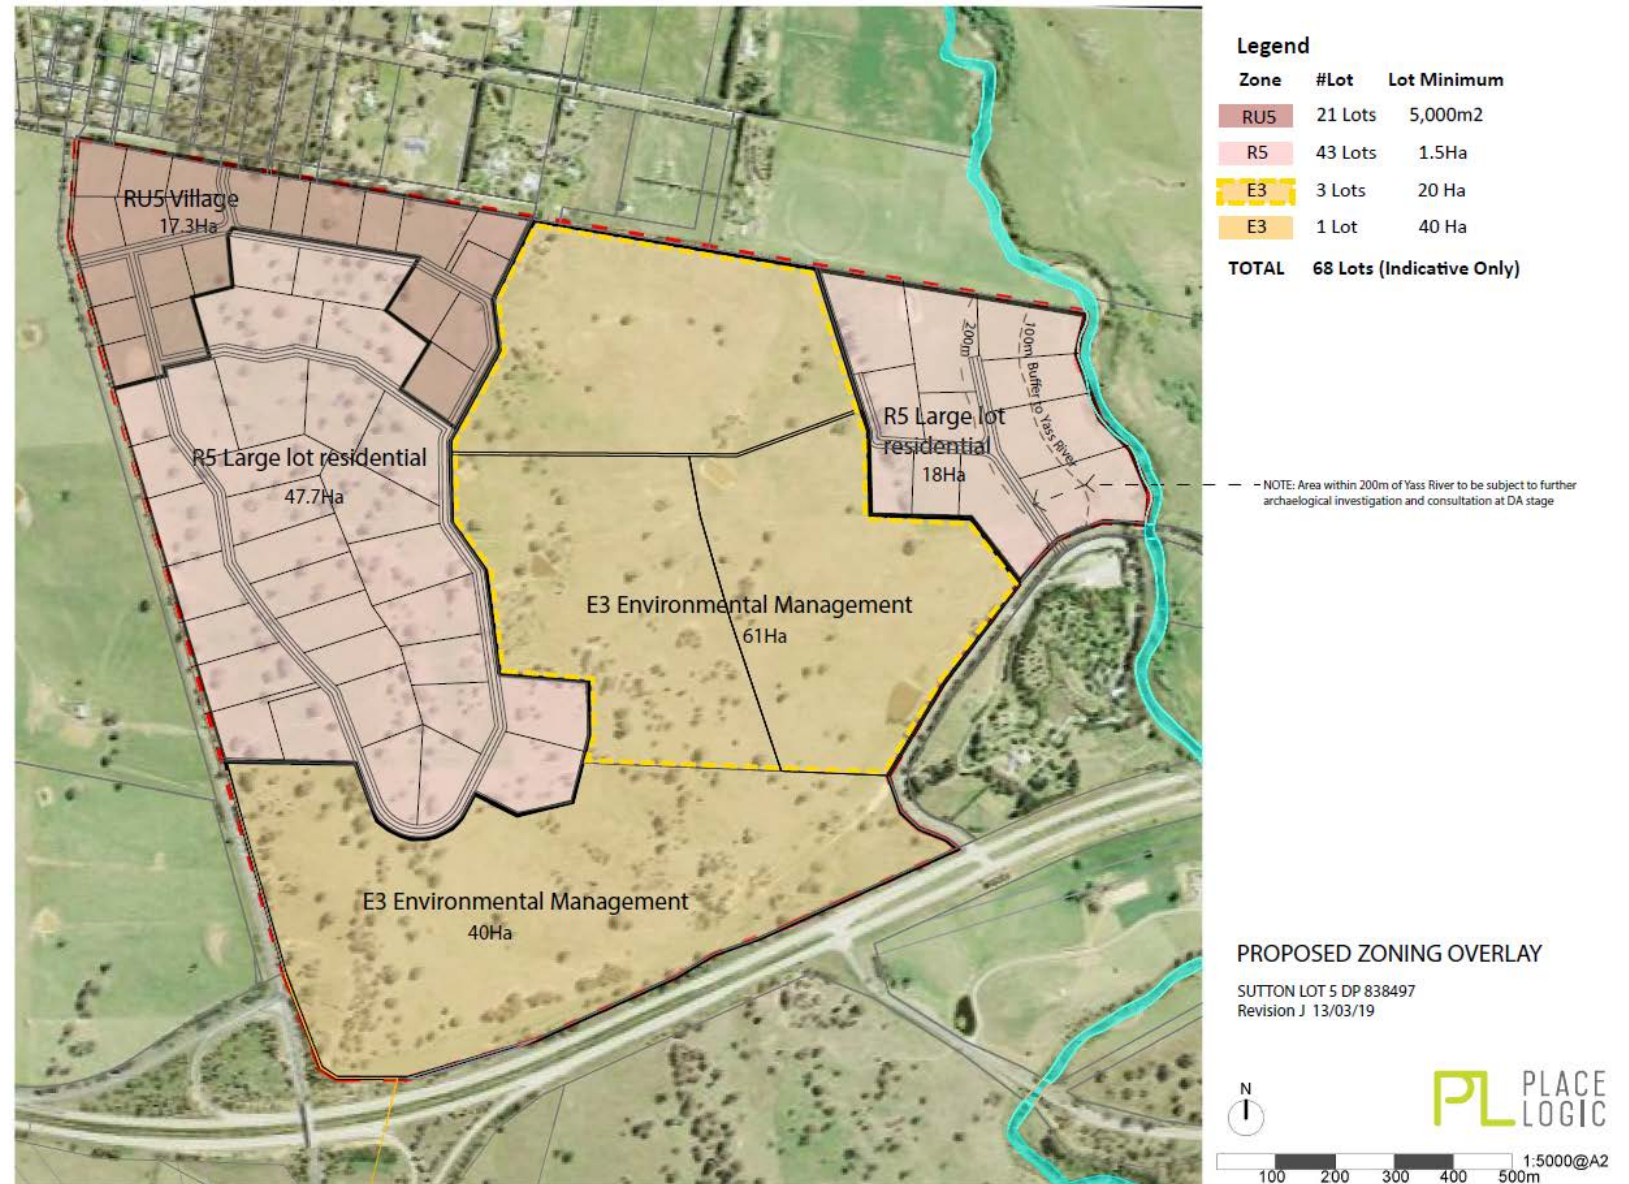 Legend
Zone #Lot Lot Minimum
RU5 21 Lots 5,000m2
R5 43 Lots 1.5Ha
E3 3 Lots 20 Ha
E3 1 Lot 40 Ha
TOTAL 68 Lots (Indicative Only)
RU5 Village
17.3Ha
R5 Large lot residential
47.7Ha
200m
100m Buffer to Yass River
R5 Large lot
residential
18Ha
NOTE: Area within 200m of Yass River to be subject to further
archaelogical investigation and consultation at DA stage
E3 Environmental Management
61Ha
E3 Environmental Management
40Ha
PROPOSED ZONING OVERLAY
SUTTON LOT 5 DP 838497
Revision J 13/03/19
N
PL PLACE
LOGIC
1:5000@A2
100 200 300 400 500m